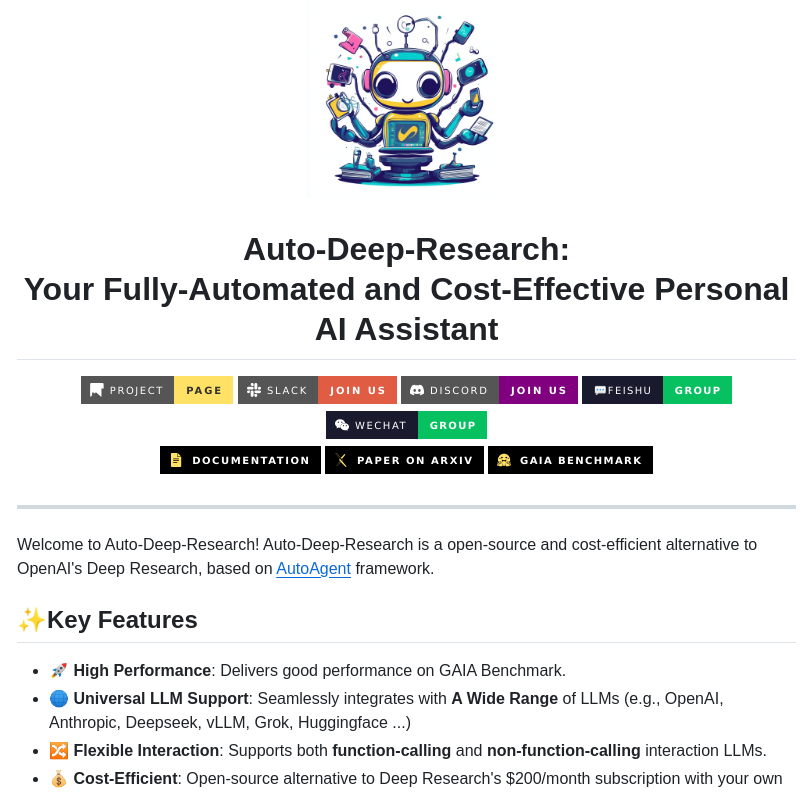 Auto-Deep-Research:
Your Fully-Automated and Cost-Effective Personal
AI Assistant
PROJECT PAGE SLACK JOIN US DISCORD JOIN US FEISHU GROUP
WECHAT GROUP
DOCUMENTATION PAPER ON ARXIV GAIA BENCHMARK
Welcome to Auto-Deep-Research! Auto-Deep-Research is a open-source and cost-efficient alternative to
OpenAI's Deep Research, based on AutoAgent framework.
✨Key Features
• 🚀 High Performance: Delivers good performance on GAIA Benchmark.
• 🌐 Universal LLM Support: Seamlessly integrates with A Wide Range of LLMs (e.g., OpenAI,
Anthropic, Deepseek, vLLM, Grok, Huggingface ...)
• 🔀 Flexible Interaction: Supports both function-calling and non-function-calling interaction LLMs.
• 💰 Cost-Efficient: Open-source alternative to Deep Research's $200/month subscription with your own